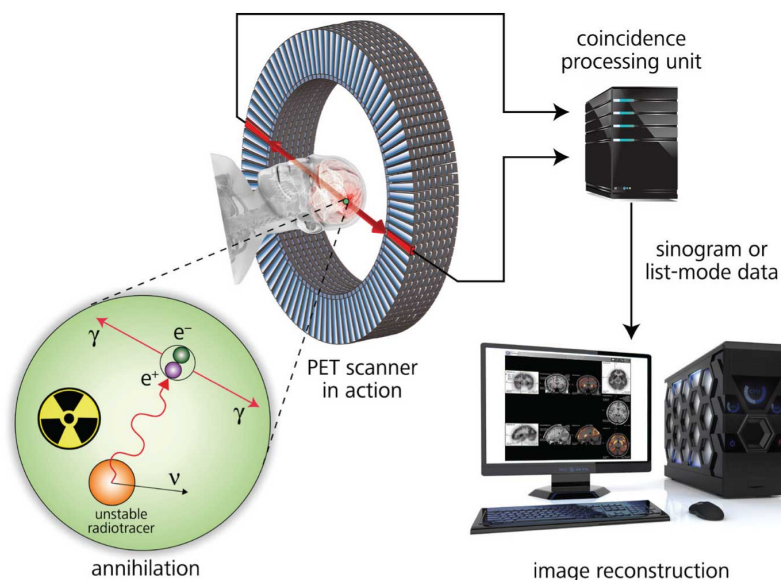 coincidence
processing unit
sinogram or
list-mode data
PET scanner
in action
γ
e⁻
e⁺
γ
ν
unstable
radiotracer
annihilation
image reconstruction